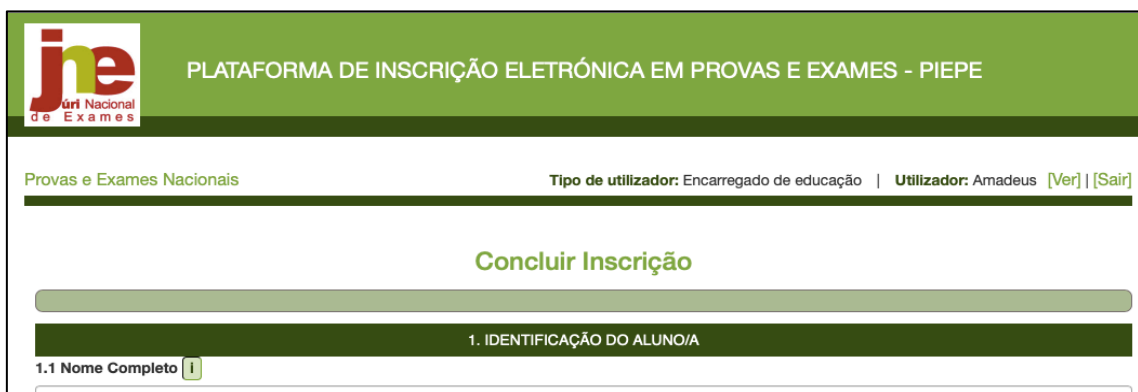 jne
Júri Nacional
de Exames
PLATAFORMA DE INSCRIÇÃO ELETRÓNICA EM PROVAS E EXAMES - PIEPE
Provas e Exames Nacionais
Tipo de utilizador: Encarregado de educação | Utilizador: Amadeus [Ver] | [Sair]
Concluir Inscrição
1. IDENTIFICAÇÃO DO ALUNO/A
1.1 Nome Completo i